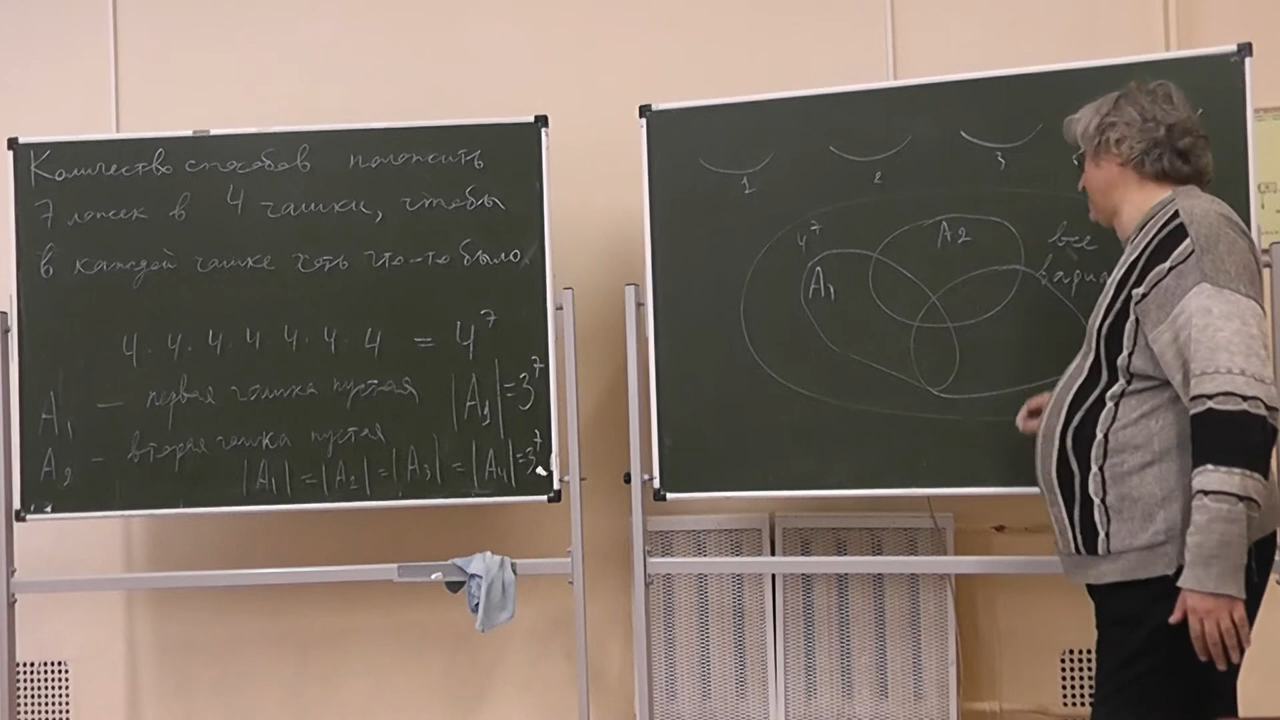 Количество способов положить
7 ложек в 4 чашки, чтобы
в каждой чашке хоть что-то было
4 · 4 · 4 · 4 · 4 · 4 · 4 = 4⁷
A₁ — первая чашка пустая |A₁|=3⁷
A₂ — вторая чашка пустая
|A₁|=|A₂|=|A₃|=|A₄|=3⁷
1 2 3
4⁷ A₂ все
A₁